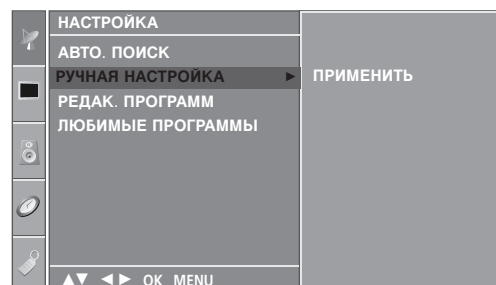 НАСТРОЙКА
АВТО. ПОИСК
РУЧНАЯ НАСТРОЙКА ► ПРИМЕНИТЬ
РЕДАК. ПРОГРАММ
ЛЮБИМЫЕ ПРОГРАММЫ
▲▼ ◄► OK MENU